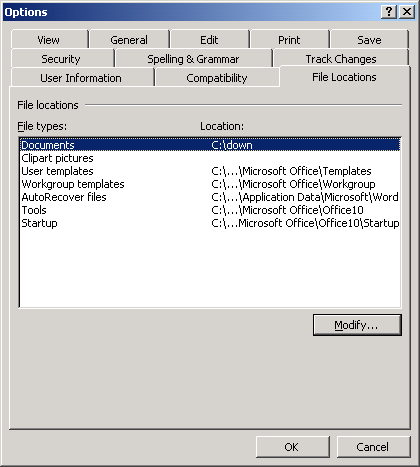 Options
View General Edit Print Save
Security Spelling & Grammar Track Changes
User Information Compatibility File Locations
File locations
File types: Location:
Documents C:\down
Clipart pictures
User templates C:\...\Microsoft Office\Templates
Workgroup templates C:\...\Microsoft Office\Workgroup
AutoRecover files C:\...\Application Data\Microsoft\Word
Tools C:\...\Microsoft Office\Office10
Startup C:\...Microsoft Office\Office10\Startup
Modify...
OK Cancel